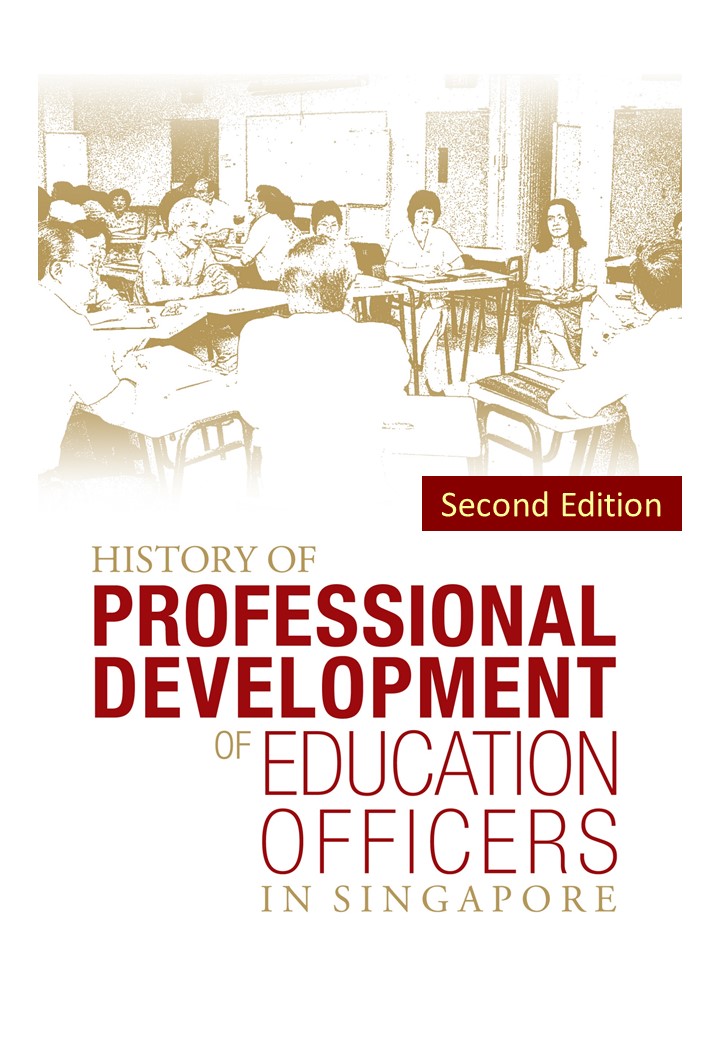 Second Edition
HISTORY OF
PROFESSIONAL
DEVELOPMENT
OF EDUCATION
OFFICERS
IN SINGAPORE